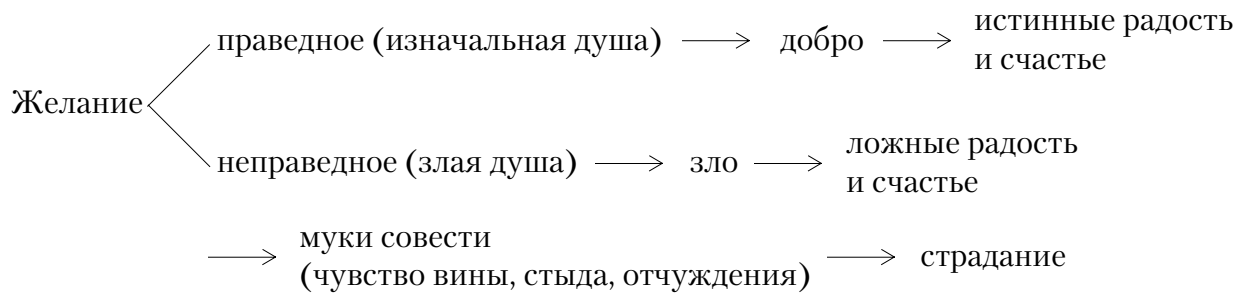 праведное (изначальная душа) → добро → истинные радость
и счастье
Желание
неправедное (злая душа) → зло → ложные радость
и счастье
→ муки совести
(чувство вины, стыда, отчуждения) → страдание